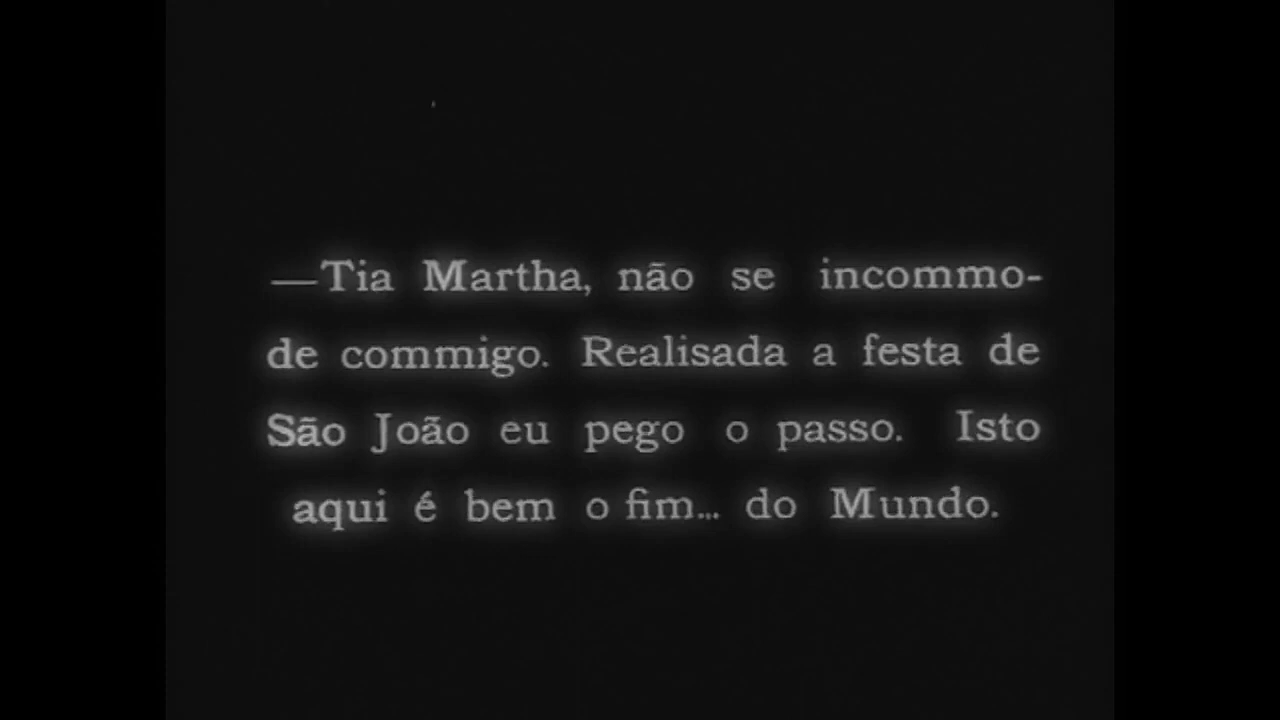 —Tia Martha, não se incommo-
de commigo. Realisada a festa de
São João eu pego o passo. Isto
aqui é bem o fim... do Mundo.